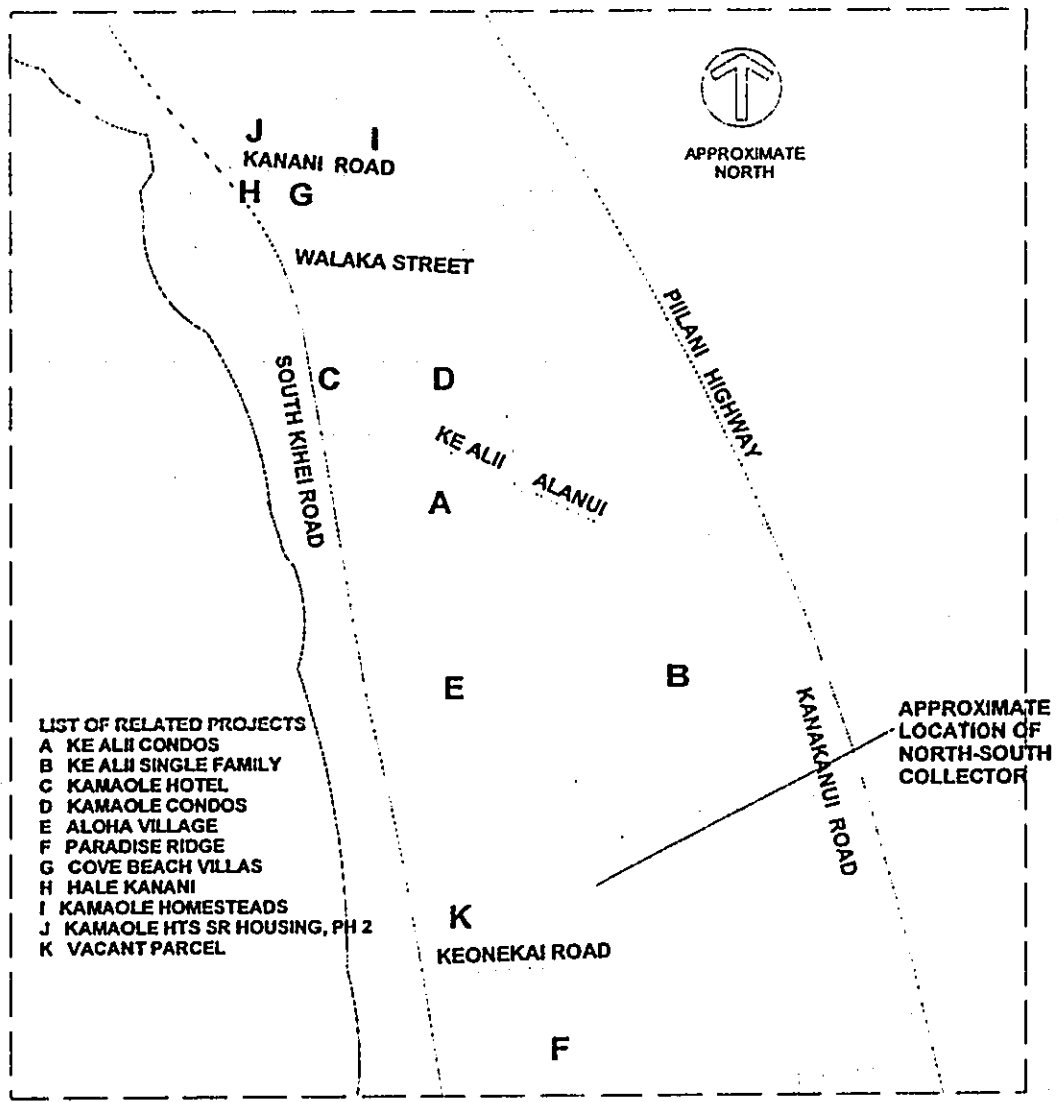 APPROXIMATE
NORTH
J
I
KANANI ROAD
H
G
WALAKA STREET
PIILANI HIGHWAY
SOUTH KIHEI ROAD
C
D
KE ALII ALANUI
A
E
B
KANAKANUI ROAD
APPROXIMATE
LOCATION OF
NORTH-SOUTH
COLLECTOR
LIST OF RELATED PROJECTS
A KE ALII CONDOS
B KE ALII SINGLE FAMILY
C KAMAOLE HOTEL
D KAMAOLE CONDOS
E ALOHA VILLAGE
F PARADISE RIDGE
G COVE BEACH VILLAS
H HALE KANANI
I KAMAOLE HOMESTEADS
J KAMAOLE HTS SR HOUSING, PH 2
K VACANT PARCEL
K
KEONEKAI ROAD
F